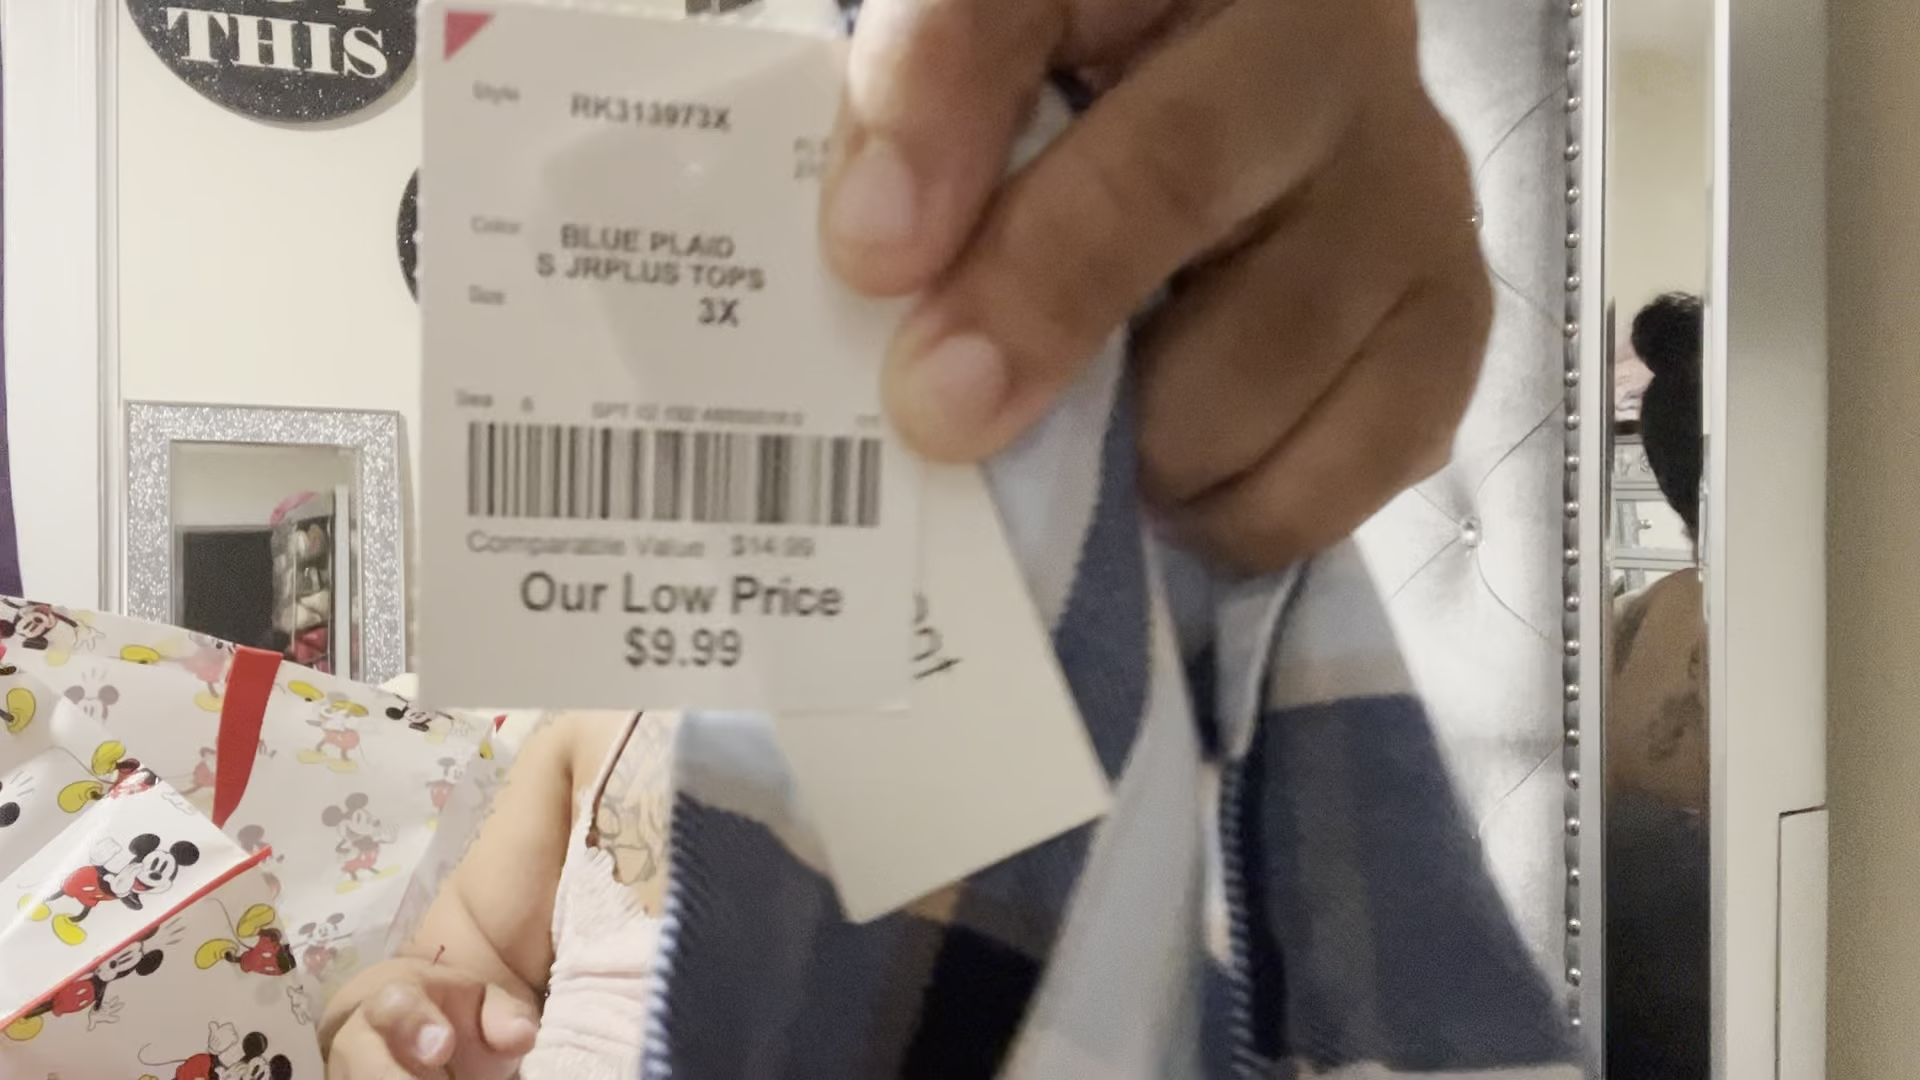 THIS
Style RK313973X
Color BLUE PLAID
S JRPLUS TOPS
Size 3X
Comparable Value $14.99
Our Low Price
$9.99